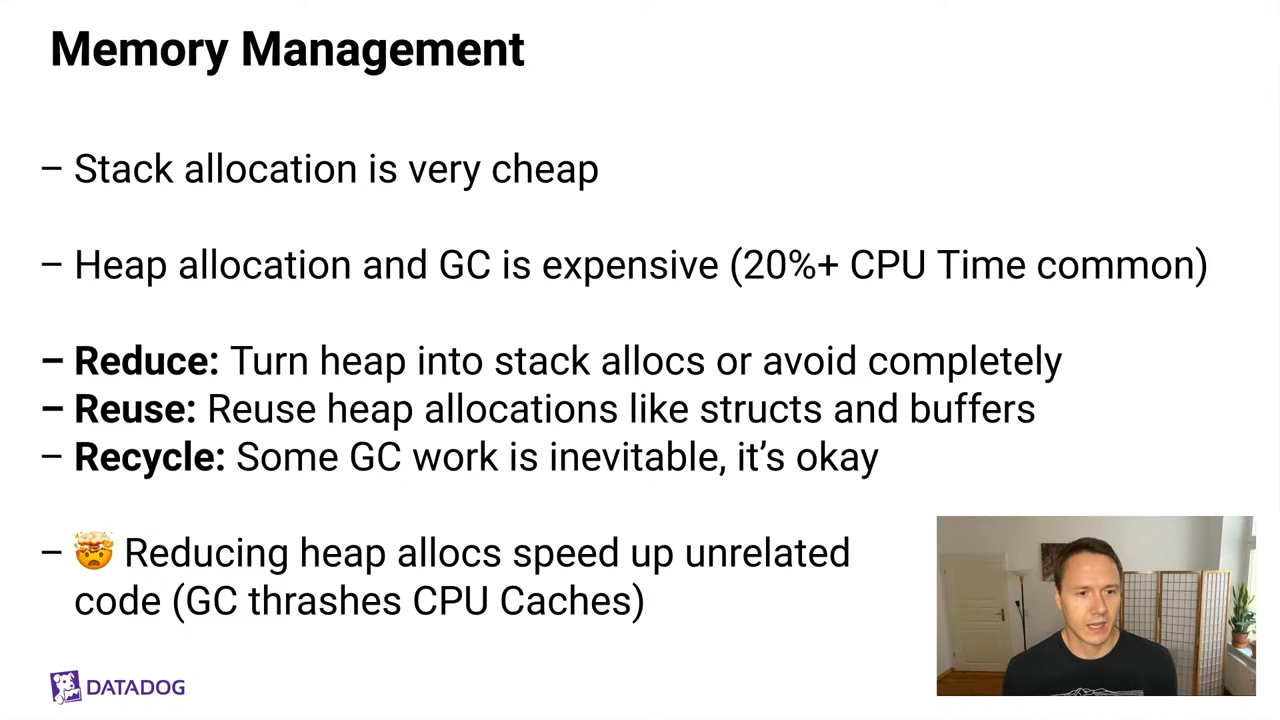 Memory Management
– Stack allocation is very cheap
– Heap allocation and GC is expensive (20%+ CPU Time common)
– Reduce: Turn heap into stack allocs or avoid completely
– Reuse: Reuse heap allocations like structs and buffers
– Recycle: Some GC work is inevitable, it’s okay
– 🤯 Reducing heap allocs speed up unrelated
code (GC thrashes CPU Caches)
DATADOG